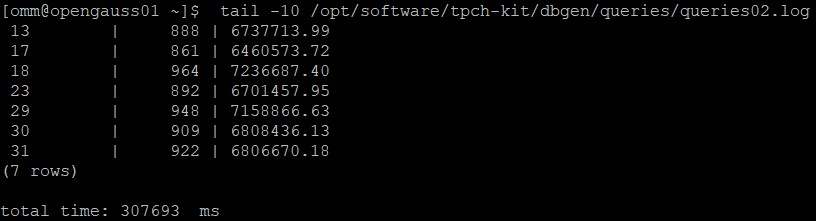 [omm@opengauss01 ~]$  tail -10 /opt/software/tpch-kit/dbgen/queries/queries02.log
 13        |     888 | 6737713.99
 17        |     861 | 6460573.72
 18        |     964 | 7236687.40
 23        |     892 | 6701457.95
 29        |     948 | 7158866.63
 30        |     909 | 6808436.13
 31        |     922 | 6806670.18
(7 rows)

total time: 307693  ms